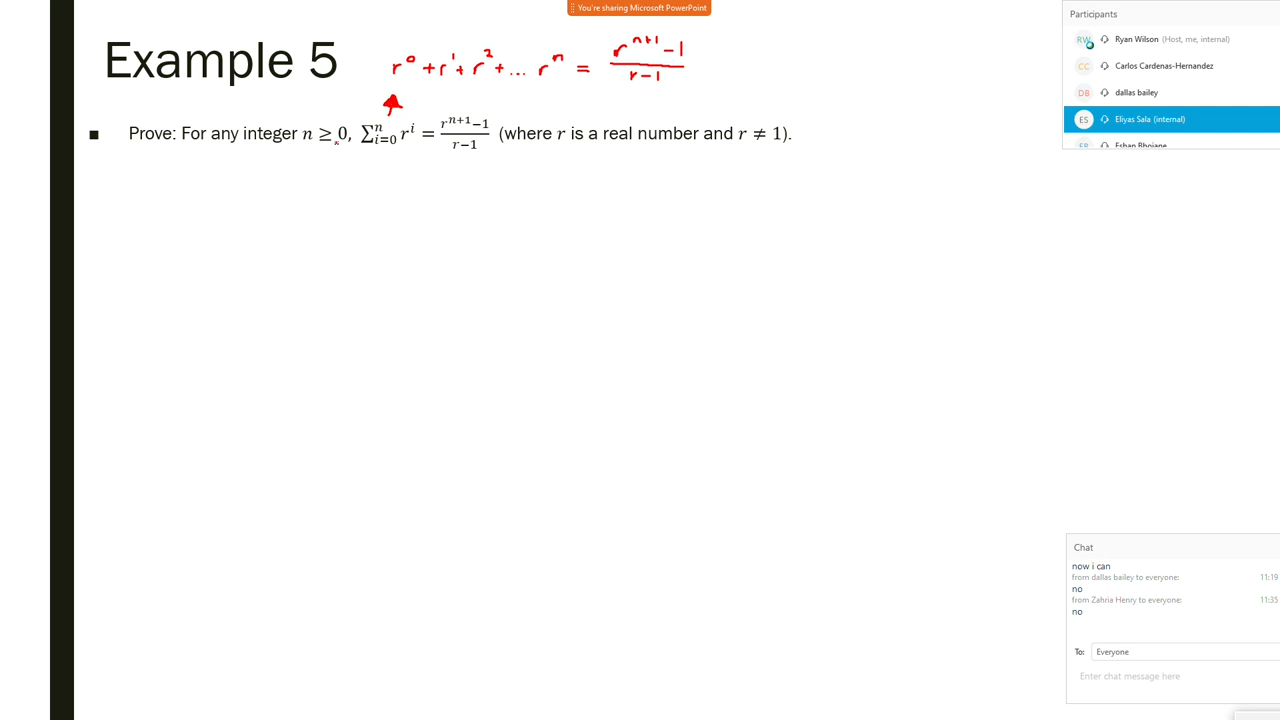 You're sharing Microsoft PowerPoint
Example 5
r⁰ + r¹ + r² + ... rⁿ = (rⁿ⁺¹ - 1)/(r - 1)
■ Prove: For any integer n ≥ 0, ∑ⁿᵢ₌₀ rⁱ = (rⁿ⁺¹−1)/(r−1) (where r is a real number and r ≠ 1).
Participants
RW Ryan Wilson (Host, me, internal)
CC Carlos Cardenas-Hernandez
DB dallas bailey
ES Eliyas Sala (internal)
Chat
now i can
from dallas bailey to everyone: 11:19
no
from Zahria Henry to everyone: 11:35
no
To: Everyone
Enter chat message here